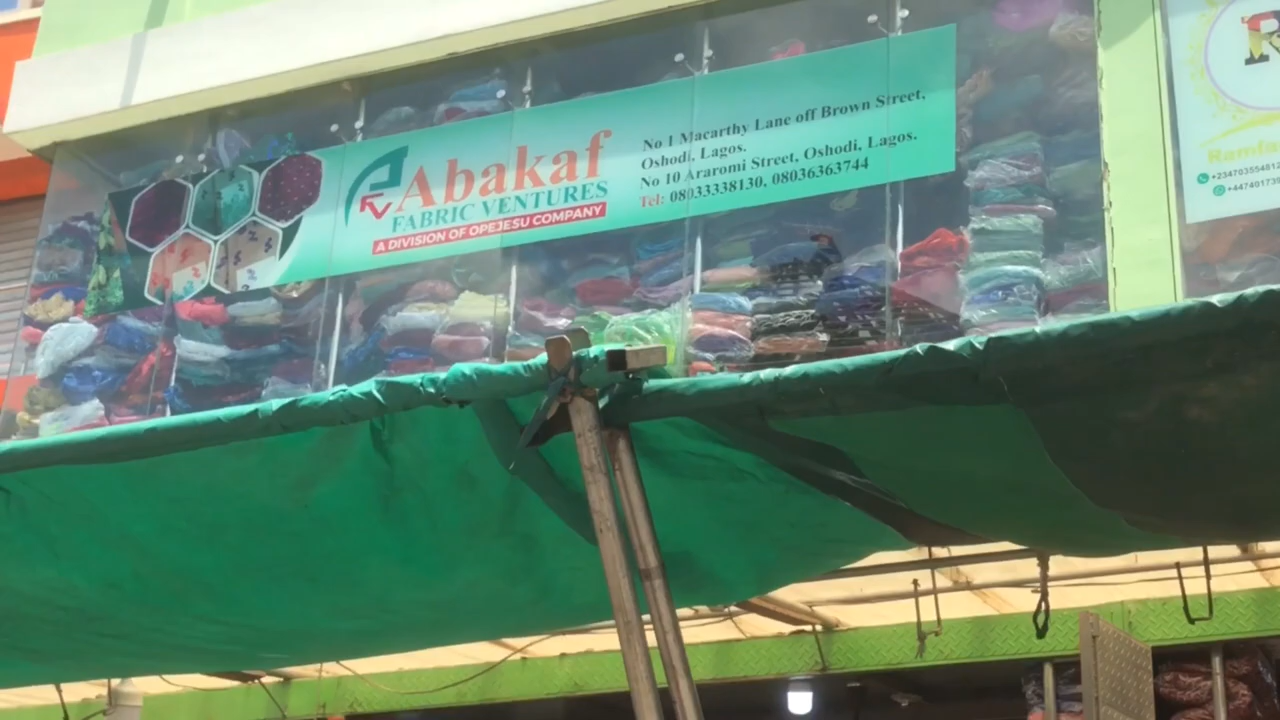 Abakaf
FABRIC VENTURES
A DIVISION OF OPEJESU COMPANY
No 1 Macarthy Lane off Brown Street,
Oshodi, Lagos.
No 10 Araromi Street, Oshodi, Lagos.
Tel: 08033338130, 08036363744